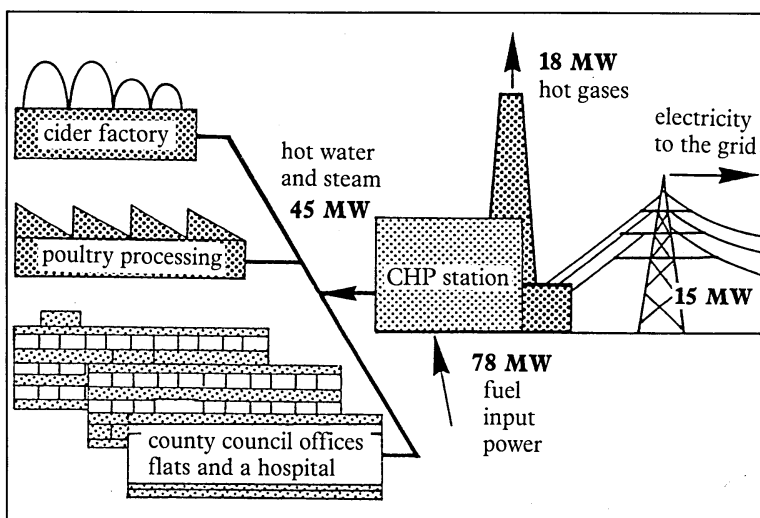 cider factory
poultry processing
county council offices
flats and a hospital
hot water
and steam
45 MW
CHP station
18 MW
hot gases
electricity
to the grid
15 MW
78 MW
fuel
input
power